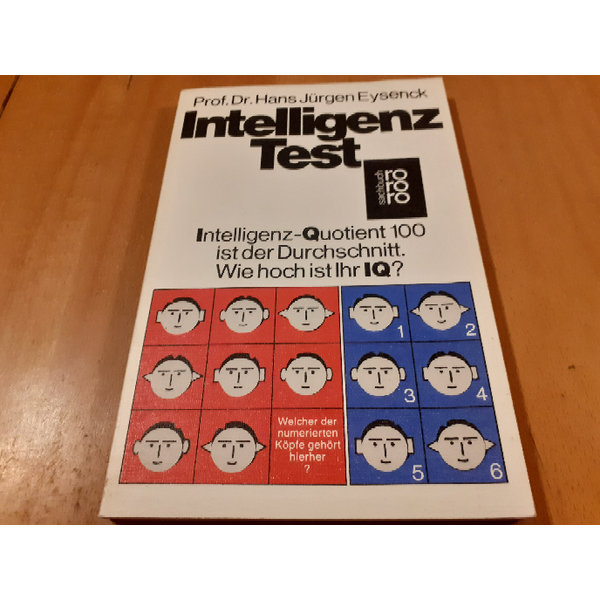 Prof. Dr. Hans Jürgen Eysenck
Intelligenz
Test
sachbuch
ro
ro
ro
Intelligenz-Quotient 100
ist der Durchschnitt.
Wie hoch ist Ihr IQ?
1
2
3
4
Welcher der
numerierten
Köpfe gehört
hierher
?
5
6